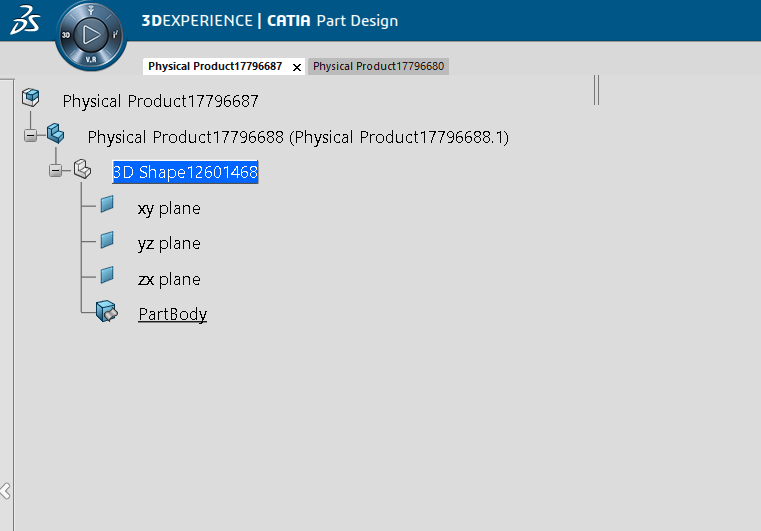 3DEXPERIENCE | CATIA Part Design
3D
V.R
Physical Product17796687 x Physical Product17796680
Physical Product17796687
Physical Product17796688 (Physical Product17796688.1)
3D Shape12601468
xy plane
yz plane
zx plane
PartBody